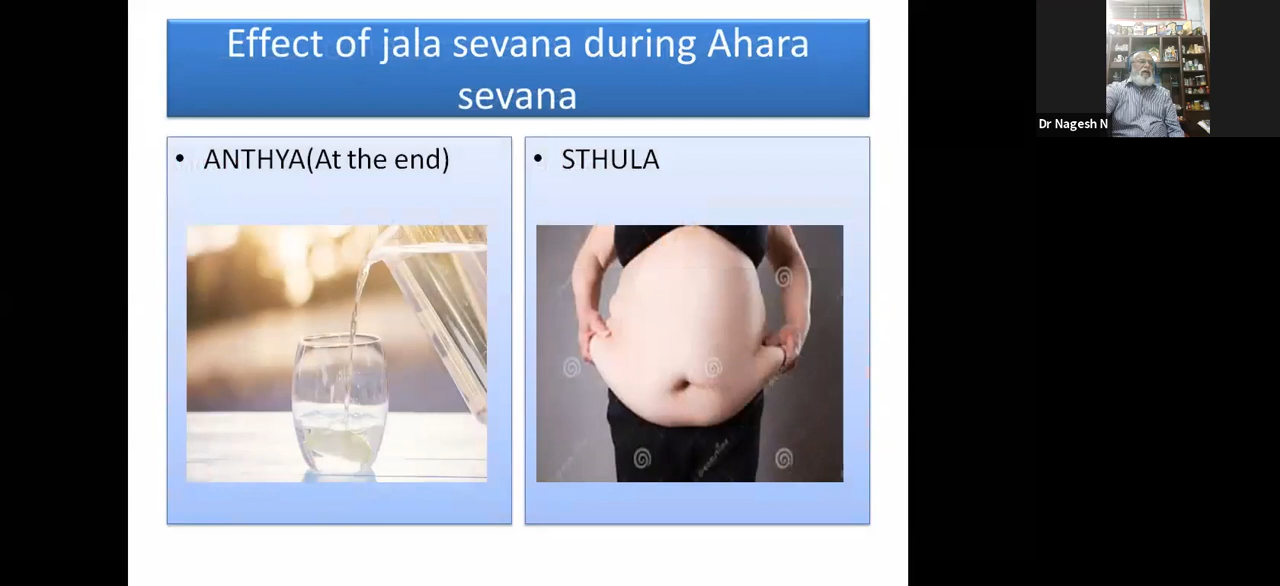 Effect of jala sevana during Ahara
sevana
• ANTHYA(At the end)
• STHULA
Dr Nagesh N